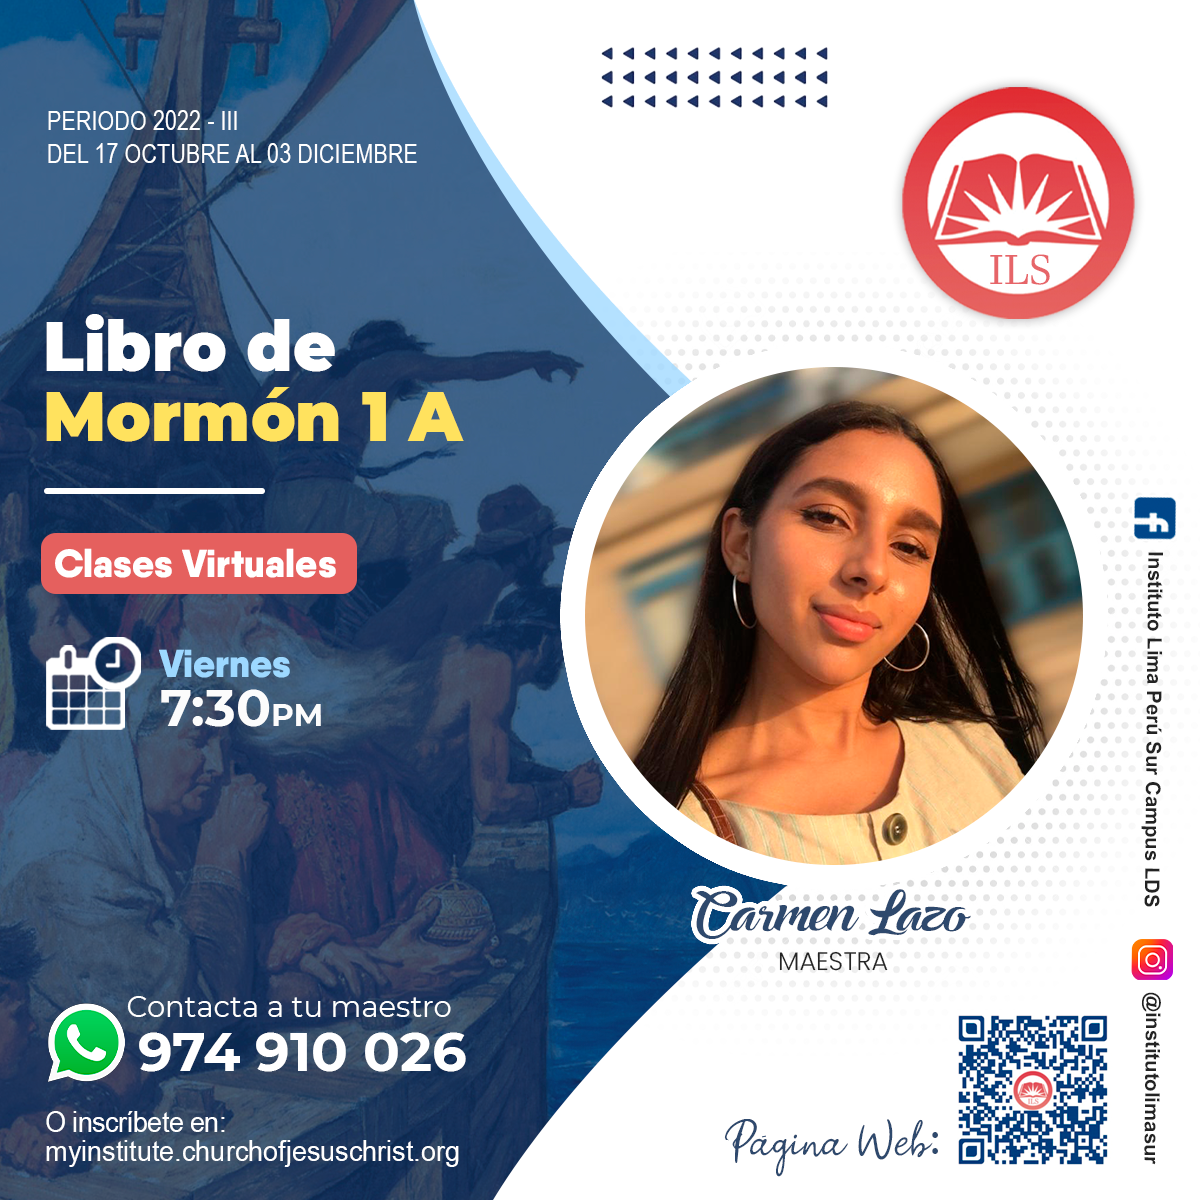 PERIODO 2022 - III
DEL 17 OCTUBRE AL 03 DICIEMBRE
ILS
Libro de
Mormón 1 A
Clases Virtuales
Viernes
7:30PM
Carmen Lazo
MAESTRA
Contacta a tu maestro
974 910 026
O inscríbete en:
myinstitute.churchofjesuschrist.org
Página Web:
ILS
Instituto Lima Perú Sur Campus LDS
@institutolimasur